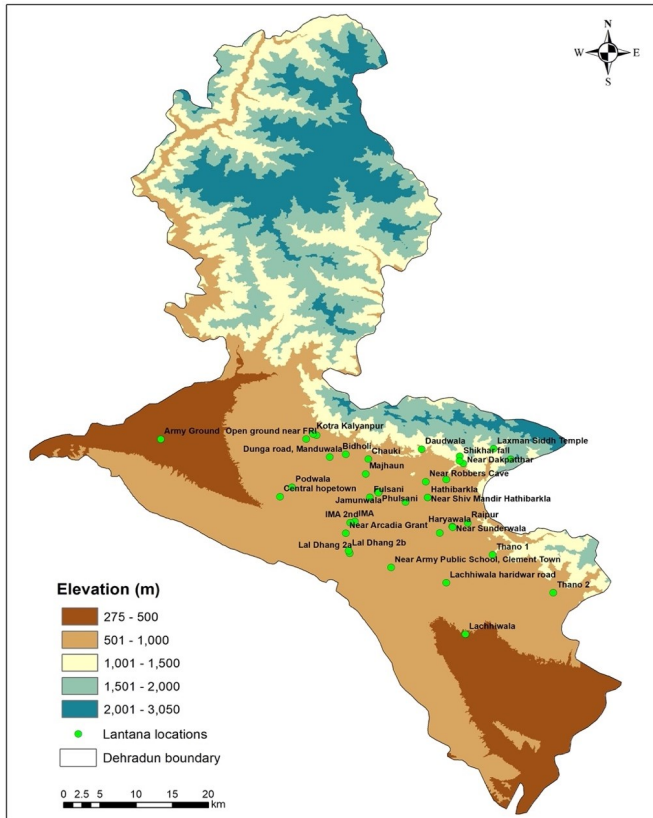 N
W E
S
Army Ground
Open ground near FRI
Kotra Kalyanpur
Dunga road, Manduwala
Bidholi
Chauki
Majhaun
Daudwala
Laxman Siddh Temple
Shikhar fall
Near Dakpatthar
Near Robbers Cave
Podwala
Central hopetown
Fulsani
Jamunwala
Phulsani
Hathibarkla
Near Shiv Mandir Hathibarkla
IMA 2nd
IMA
Near Arcadia Grant
Haryawala
Raipur
Near Sunderwala
Lal Dhang 2a
Lal Dhang 2b
Thano 1
Near Army Public School, Clement Town
Lachhiwala haridwar road
Thano 2
Lachhiwala
Elevation (m)
275 - 500
501 - 1,000
1,001 - 1,500
1,501 - 2,000
2,001 - 3,050
Lantana locations
Dehradun boundary
0 2.5 5 10 15 20
km